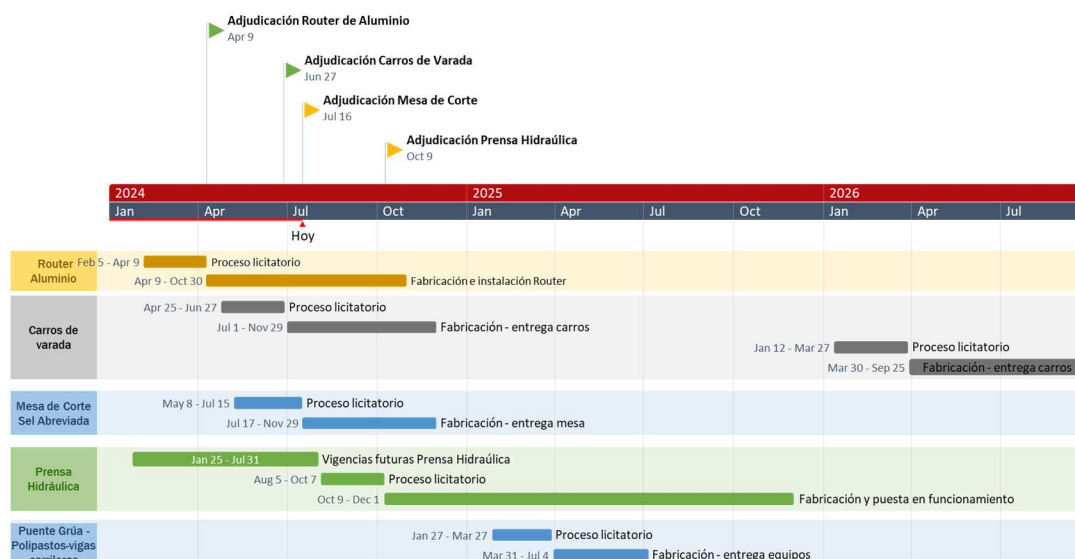 Adjudicación Router de Aluminio
Apr 9
Adjudicación Carros de Varada
Jun 27
Adjudicación Mesa de Corte
Jul 16
Adjudicación Prensa Hidraúlica
Oct 9
2024 2025 2026
Jan Apr Jul Oct Jan Apr Jul Oct Jan Apr Jul
Hoy
Router
Aluminio
Feb 5 - Apr 9 Proceso licitatorio
Apr 9 - Oct 30 Fabricación e instalación Router
Carros de
varada
Apr 25 - Jun 27 Proceso licitatorio
Jul 1 - Nov 29 Fabricación - entrega carros
Jan 12 - Mar 27 Proceso licitatorio
Mar 30 - Sep 25 Fabricación - entrega carros
Mesa de Corte
Sel Abreviada
May 8 - Jul 15 Proceso licitatorio
Jul 17 - Nov 29 Fabricación - entrega mesa
Prensa
Hidráulica
Jan 25 - Jul 31 Vigencias futuras Prensa Hidraúlica
Aug 5 - Oct 7 Proceso licitatorio
Oct 9 - Dec 1 Fabricación y puesta en funcionamiento
Puente Grúa -
Polipastos-vigas
Jan 27 - Mar 27 Proceso licitatorio
Mar 31 - Jul 4 Fabricación - entrega equipos